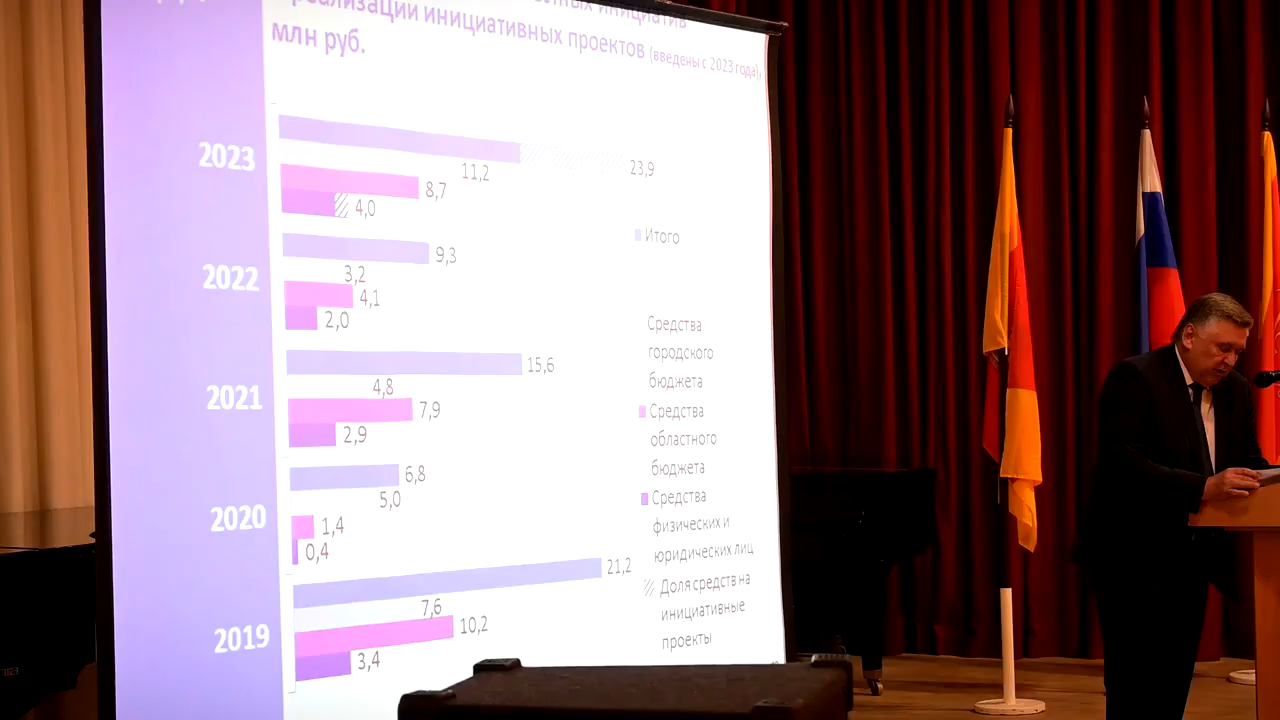 инициатив
реализации инициативных проектов (введены с 2023 года),
млн руб.
2023
11,2
23,9
8,7
4,0
2022
9,3
3,2
4,1
2,0
2021
15,6
4,8
7,9
2,9
2020
6,8
5,0
1,4
0,4
2019
21,2
7,6
10,2
3,4
Итого
Средства
городского
бюджета
Средства
областного
бюджета
Средства
физических и
юридических лиц
Доля средств на
инициативные
проекты